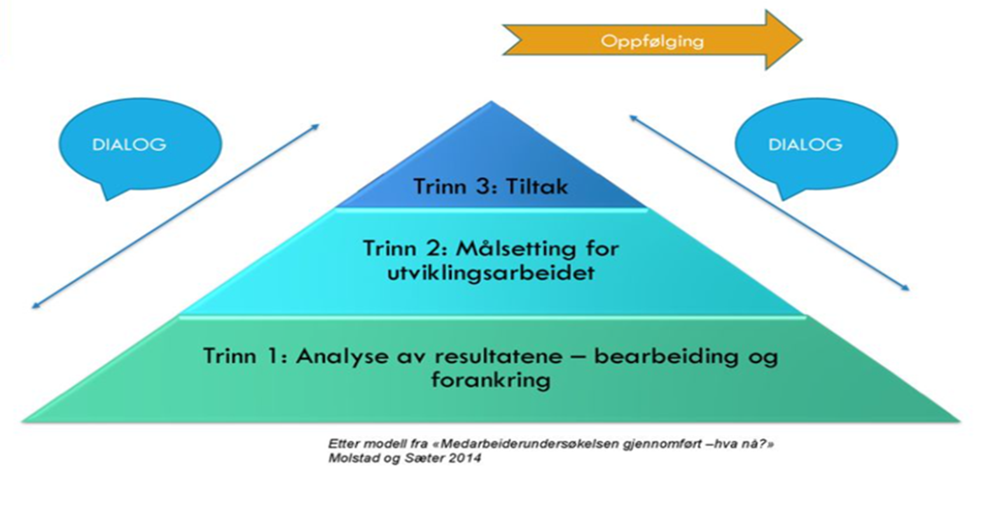 Oppfølging
DIALOG
DIALOG
Trinn 3: Tiltak
Trinn 2: Målsetting for
utviklingsarbeidet
Trinn 1: Analyse av resultatene – bearbeiding og
forankring
Etter modell fra «Medarbeiderundersøkelsen gjennomført –hva nå?»
Molstad og Sæter 2014